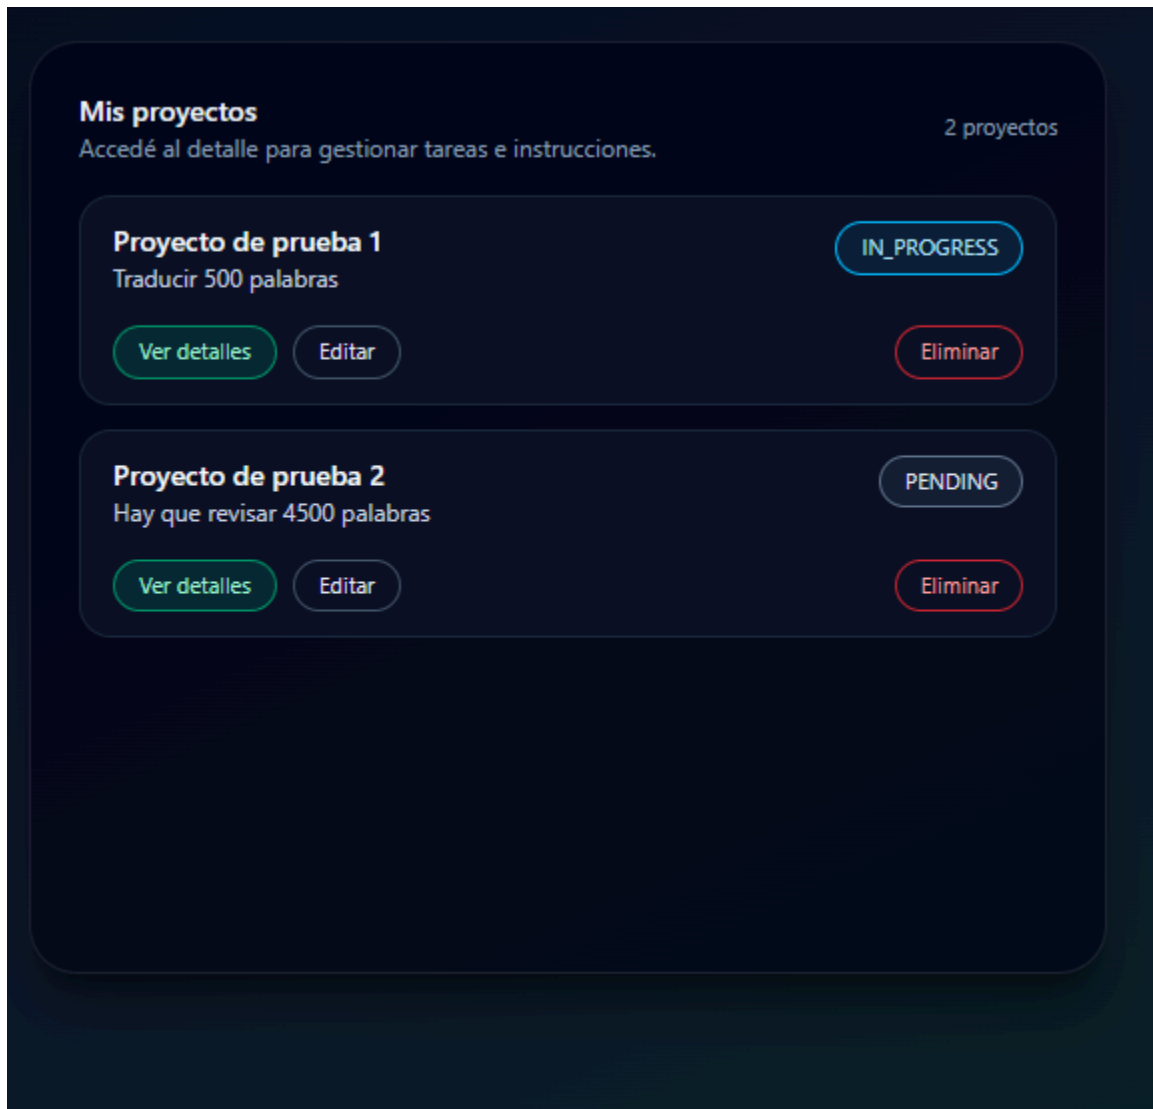 Mis proyectos
Accedé al detalle para gestionar tareas e instrucciones.
2 proyectos
Proyecto de prueba 1
IN_PROGRESS
Traducir 500 palabras
Ver detalles
Editar
Eliminar
Proyecto de prueba 2
PENDING
Hay que revisar 4500 palabras
Ver detalles
Editar
Eliminar